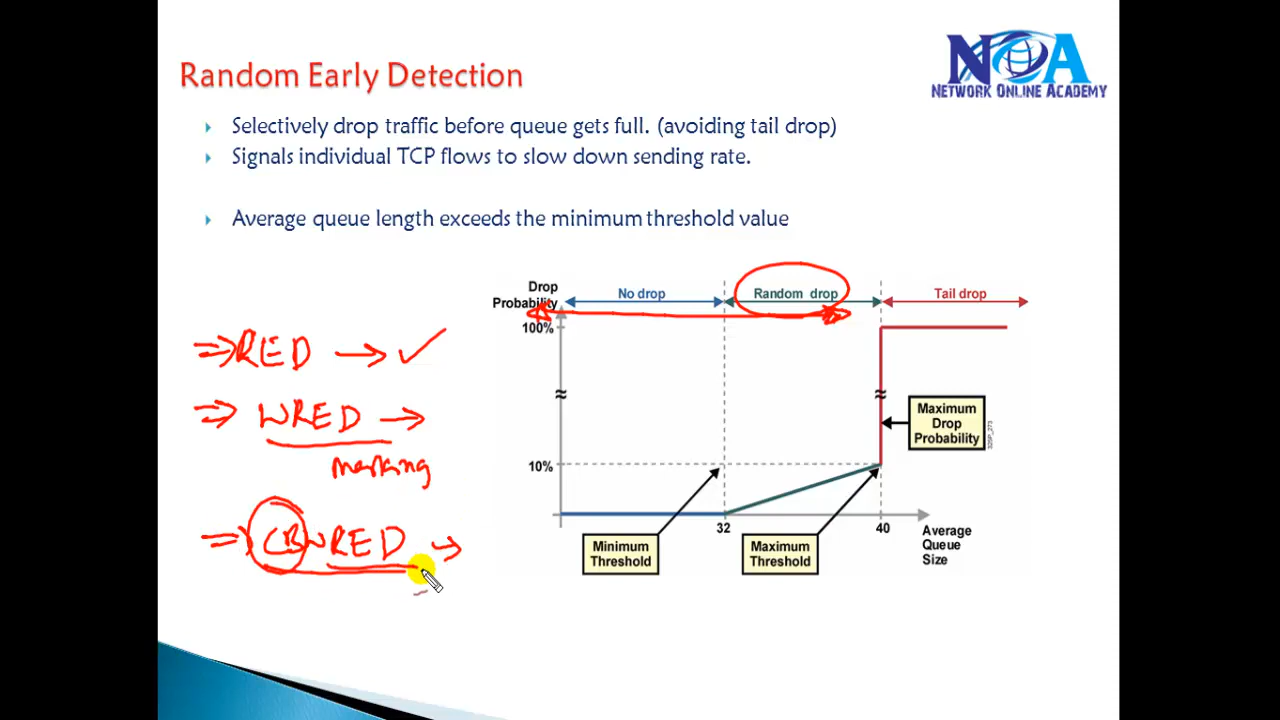 Random Early Detection
NOA
NETWORK ONLINE ACADEMY
Selectively drop traffic before queue gets full. (avoiding tail drop)
Signals individual TCP flows to slow down sending rate.
Average queue length exceeds the minimum threshold value
Drop
Probability
No drop
Random drop
Tail drop
100%
10%
32
40
Maximum
Drop
Probability
Minimum
Threshold
Maximum
Threshold
Average
Queue
Size
⇒ RED → ✓
⇒ WRED →
marking
⇒ CBWRED →